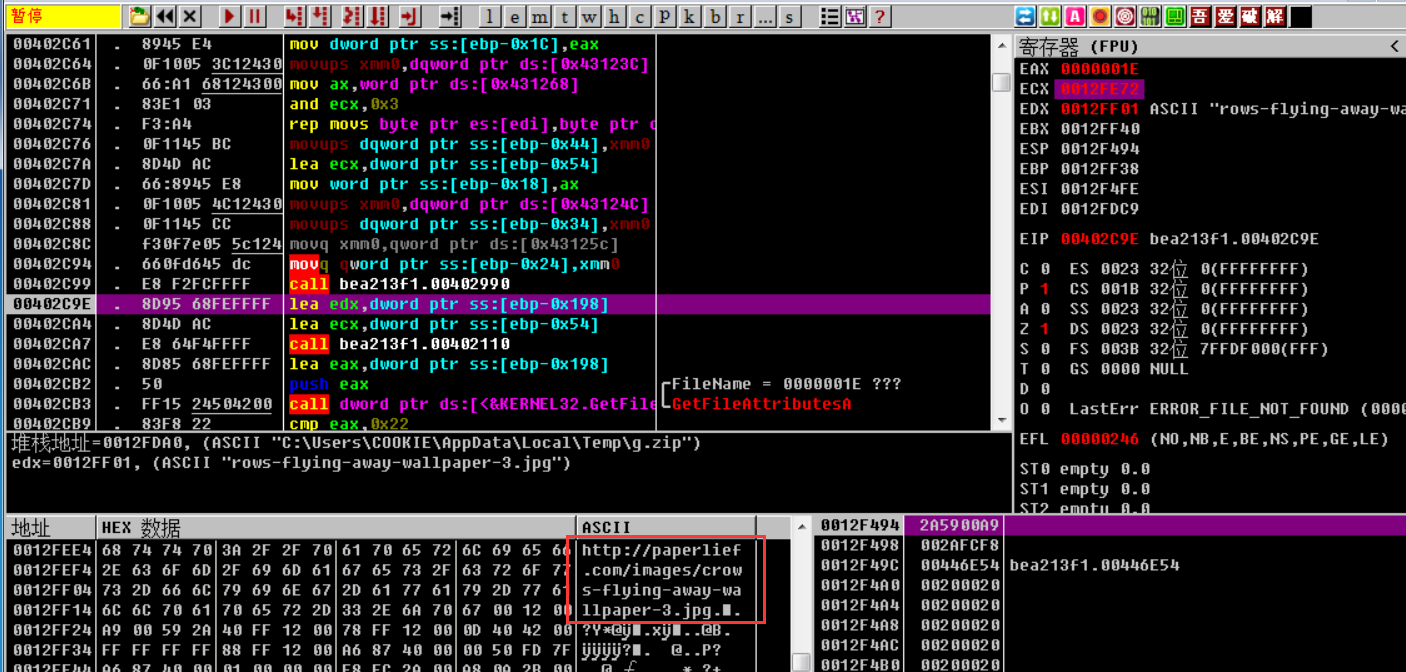 暂停
l e m t w h c p k b r ... s
? 吾 爱 破 解
00402C61 . 8945 E4 mov dword ptr ss:[ebp-0x1C],eax
00402C64 . 0F1005 3C12430 movups xmm0,dqword ptr ds:[0x43123C]
00402C6B . 66:A1 68124300 mov ax,word ptr ds:[0x431268]
00402C71 . 83E1 03 and ecx,0x3
00402C74 . F3:A4 rep movs byte ptr es:[edi],byte ptr d
00402C76 . 0F1145 BC movups dqword ptr ss:[ebp-0x44],xmm0
00402C7A . 8D4D AC lea ecx,dword ptr ss:[ebp-0x54]
00402C7D . 66:8945 E8 mov word ptr ss:[ebp-0x18],ax
00402C81 . 0F1005 4C12430 movups xmm0,dqword ptr ds:[0x43124C]
00402C88 . 0F1145 CC movups dqword ptr ss:[ebp-0x34],xmm0
00402C8C f30f7e05 5c124 movq xmm0,qword ptr ds:[0x43125c]
00402C94 . 660fd645 dc movq qword ptr ss:[ebp-0x24],xmm0
00402C99 . E8 F2FCFFFF call bea213f1.00402990
00402C9E . 8D95 68FEFFFF lea edx,dword ptr ss:[ebp-0x198]
00402CA4 . 8D4D AC lea ecx,dword ptr ss:[ebp-0x54]
00402CA7 . E8 64F4FFFF call bea213f1.00402110
00402CAC . 8D85 68FEFFFF lea eax,dword ptr ss:[ebp-0x198]
00402CB2 . 50 push eax FileName = 0000001E ???
00402CB3 . FF15 24504200 call dword ptr ds:[<&KERNEL32.GetFile GetFileAttributesA
00402CB9 . 83F8 22 cmp eax,0x22
堆栈地址=0012FDA0, (ASCII "C:\Users\COOKIE\AppData\Local\Temp\g.zip")
edx=0012FF01, (ASCII "rows-flying-away-wallpaper-3.jpg")
寄存器 (FPU) <
EAX 0000001E
ECX 0012FE72
EDX 0012FF01 ASCII "rows-flying-away-wa
EBX 0012FF40
ESP 0012F494
EBP 0012FF38
ESI 0012F4FE
EDI 0012FDC9
EIP 00402C9E bea213f1.00402C9E
C 0 ES 0023 32位 0(FFFFFFFF)
P 1 CS 001B 32位 0(FFFFFFFF)
A 0 SS 0023 32位 0(FFFFFFFF)
Z 1 DS 0023 32位 0(FFFFFFFF)
S 0 FS 003B 32位 7FFDF000(FFF)
T 0 GS 0000 NULL
D 0
O 0 LastErr ERROR_FILE_NOT_FOUND (0000
EFL 00000246 (NO,NB,E,BE,NS,PE,GE,LE)
ST0 empty 0.0
ST1 empty 0.0
ST2 empty 0.0
地址 HEX 数据 ASCII
0012FEE4 68 74 74 70 3A 2F 2F 70 61 70 65 72 6C 69 65 66 http://paperlief
0012FEF4 2E 63 6F 6D 2F 69 6D 61 67 65 73 2F 63 72 6F 77 .com/images/crow
0012FF04 73 2D 66 6C 79 69 6E 67 2D 61 77 61 79 2D 77 61 s-flying-away-wa
0012FF14 6C 6C 70 61 70 65 72 2D 33 2E 6A 70 67 00 12 00 llpaper-3.jpg.
0012FF24 A9 00 59 2A 40 FF 12 00 78 FF 12 00 0D 40 42 00
0012FF34 FF FF FF FF 88 FF 12 00 A6 87 40 00 00 50 FD 7F
0012FF44 A6 87 40 00 01 00 00 00 E8 FC 2A 00 A8 0A 2B 00
0012F494 2A5900A9
0012F498 002AFCF8
0012F49C 00446E54 bea213f1.00446E54
0012F4A0 00200020
0012F4A4 00200020
0012F4A8 00200020
0012F4AC 00200020
0012F4B0 00200020